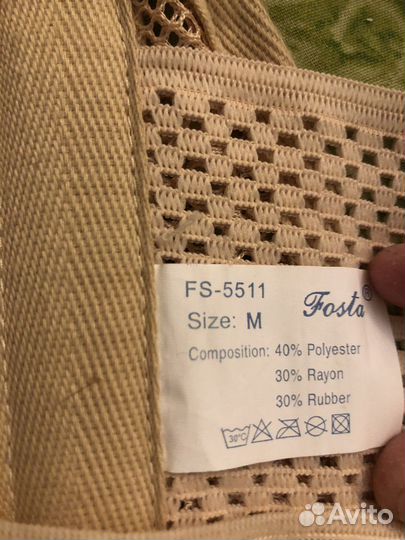 FS-5511
Fosta®
Size: M
Composition: 40% Polyester
30% Rayon
30% Rubber
30°C
Avito